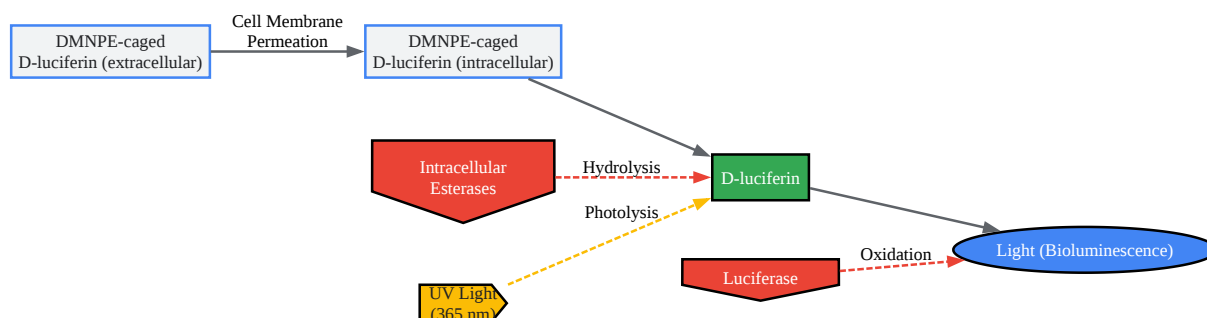 Cell Membrane
Permeation
DMNPE-caged
D-luciferin (extracellular)
DMNPE-caged
D-luciferin (intracellular)
Intracellular
Esterases
Hydrolysis
D-luciferin
Photolysis
Light (Bioluminescence)
Oxidation
Luciferase
UV Light
(365 nm)